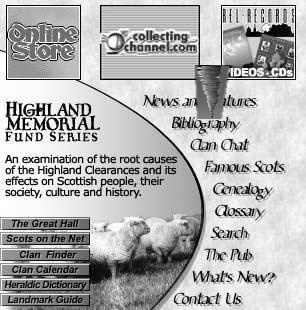 Online
Store
collecting
channel.com
REL-RECORDS
VIDEOS - CDs
HIGHLAND
MEMORIAL
FUND SERIES
An examination of the root causes
of the Highland Clearances and its
effects on Scottish people, their
society, culture and history.
The Great Hall
Scots on the Net
Clan Finder
Clan Calendar
Heraldic Dictionary
Landmark Guide
News
Bibliography
Clan Chat
Famous Scots
Genealogy
Glossary
Search
The Pub
What's New?
Contact Us